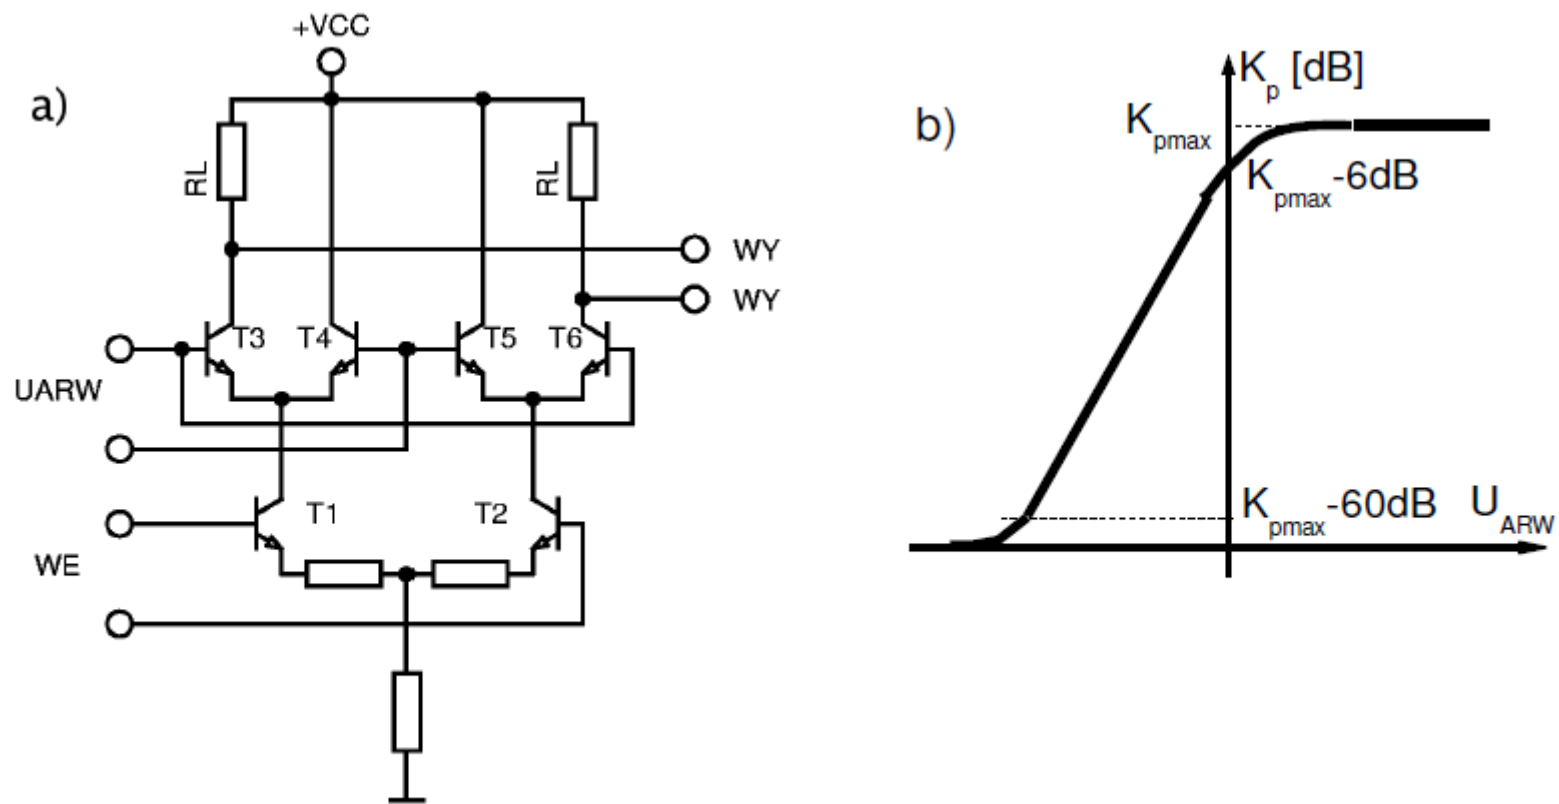 a)
+VCC
RL
RL
WY
WY
T3
T4
T5
T6
UARW
T1
T2
WE
b)
Kp [dB]
Kpmax
Kpmax-6dB
Kpmax-60dB
UARW